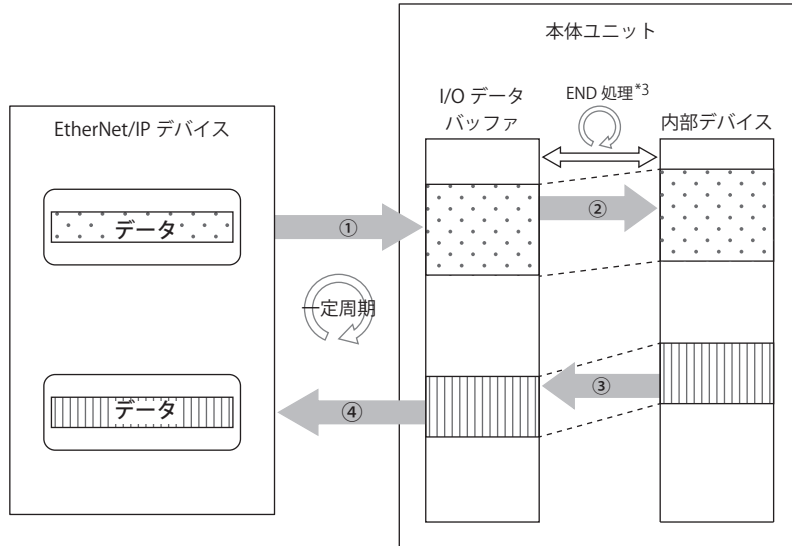 本体ユニット
EtherNet/IP デバイス
I/O データ
バッファ
END 処理*3
内部デバイス
データ
①
②
一定周期
データ
④
③